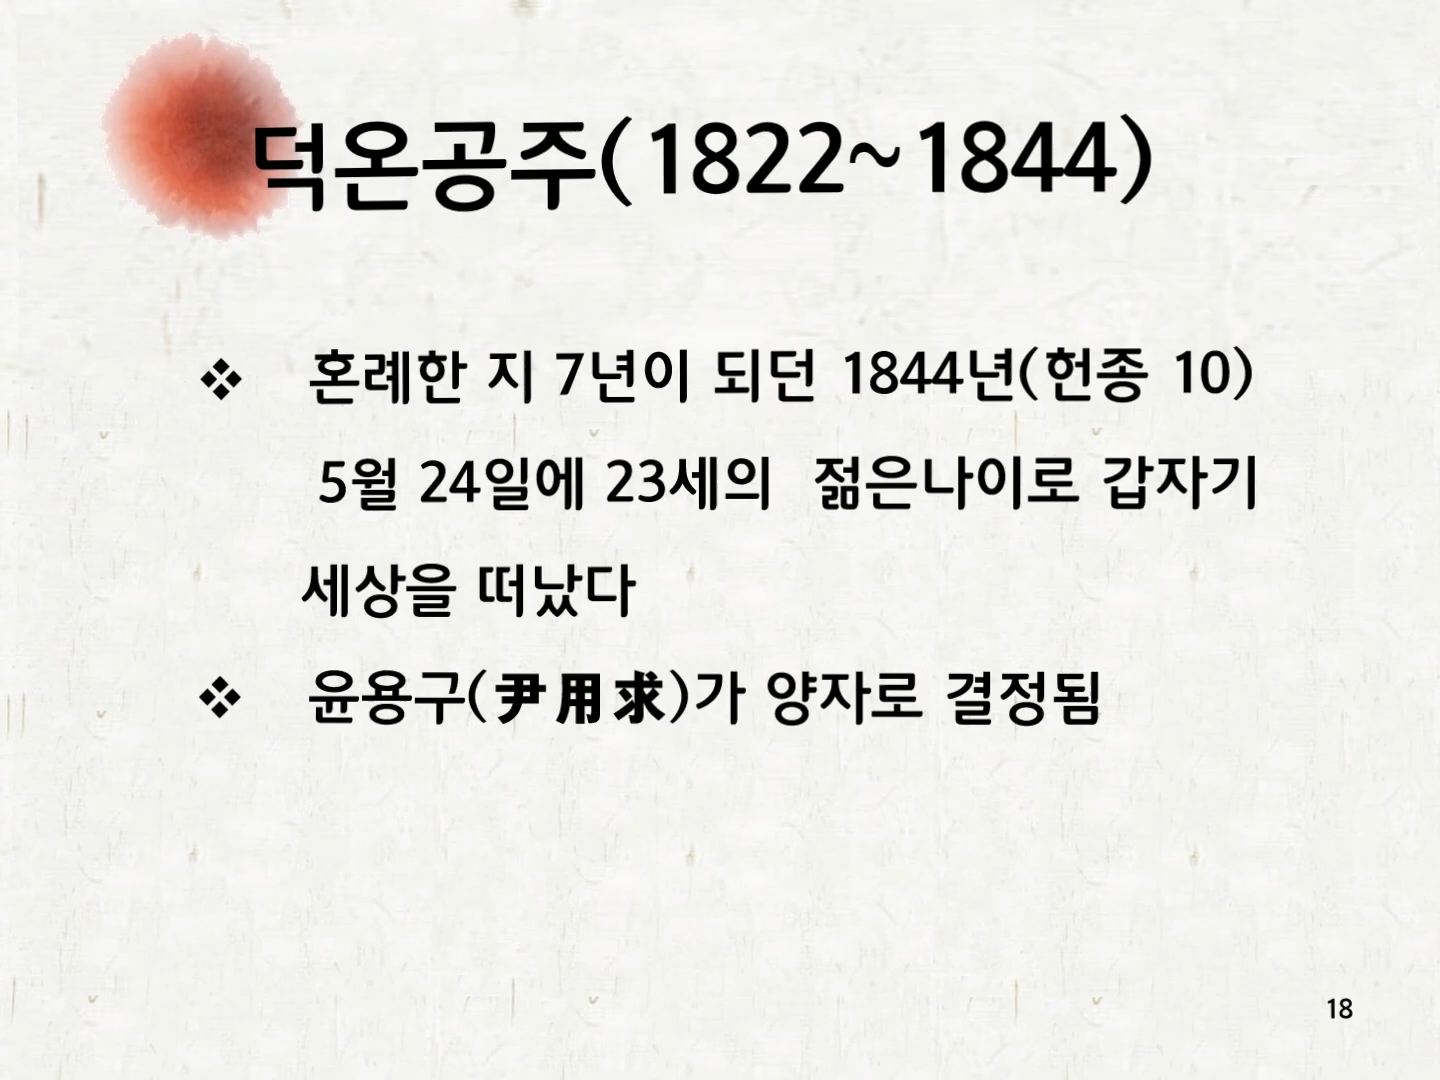 덕온공주(1822~1844)
❖ 혼례한 지 7년이 되던 1844년(헌종 10)
5월 24일에 23세의 젊은나이로 갑자기
세상을 떠났다
❖ 윤용구(尹用求)가 양자로 결정됨
18